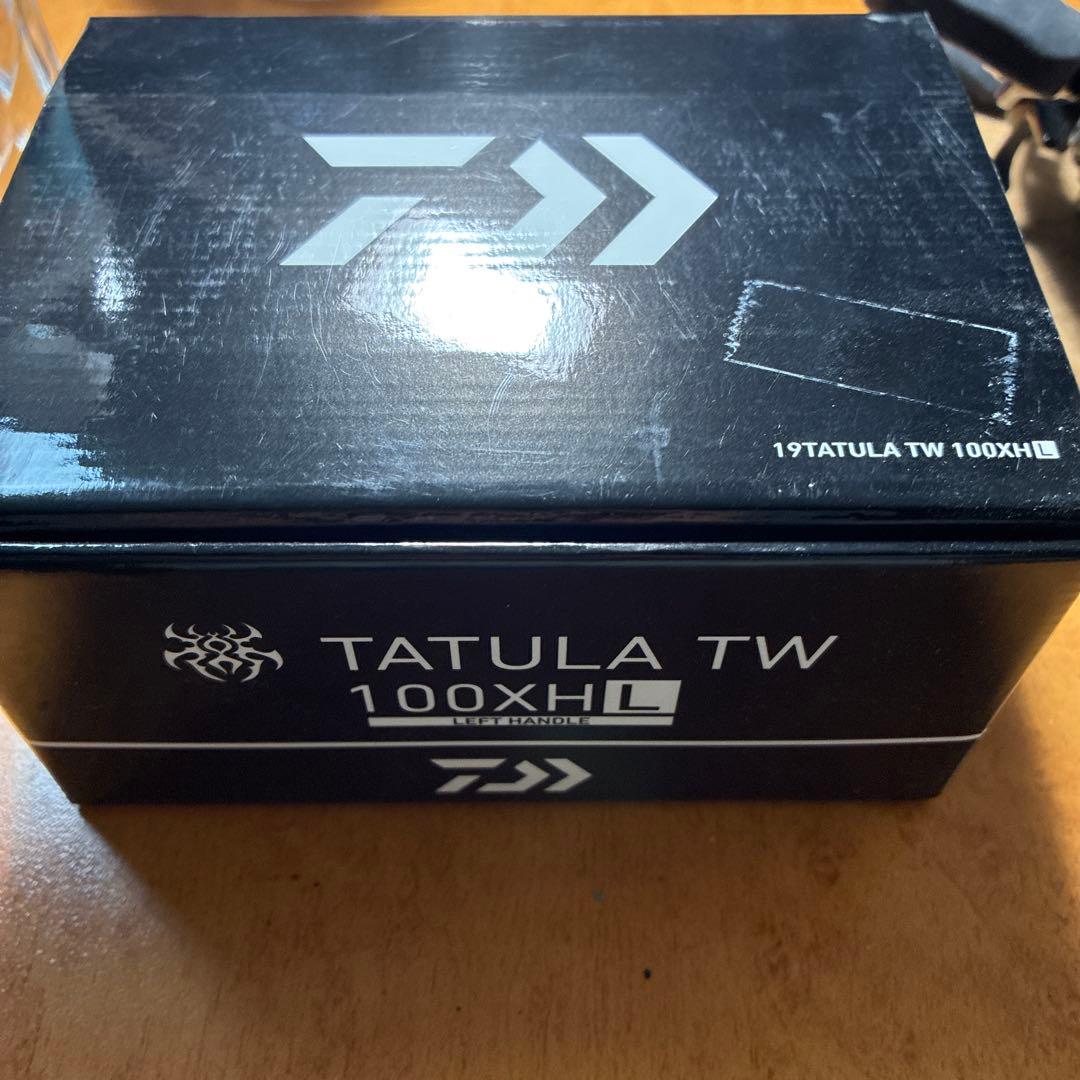 19TATULA TW 100XHL
TATULA TW
100XHL
LEFT HANDLE